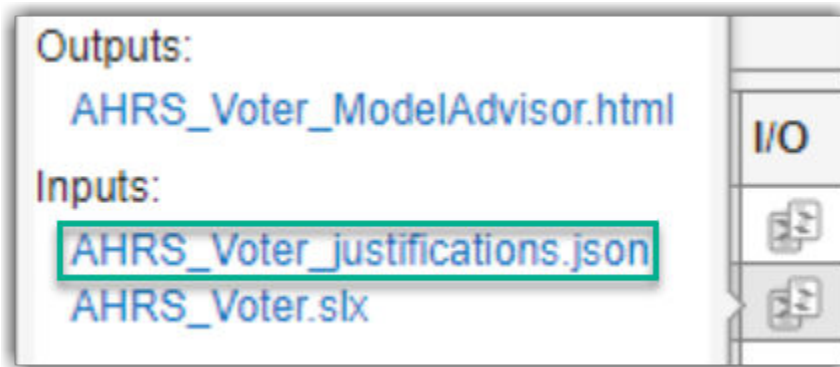 Outputs:
AHRS_Voter_ModelAdvisor.html
I/O
Inputs:
AHRS_Voter_justifications.json
AHRS_Voter.slx